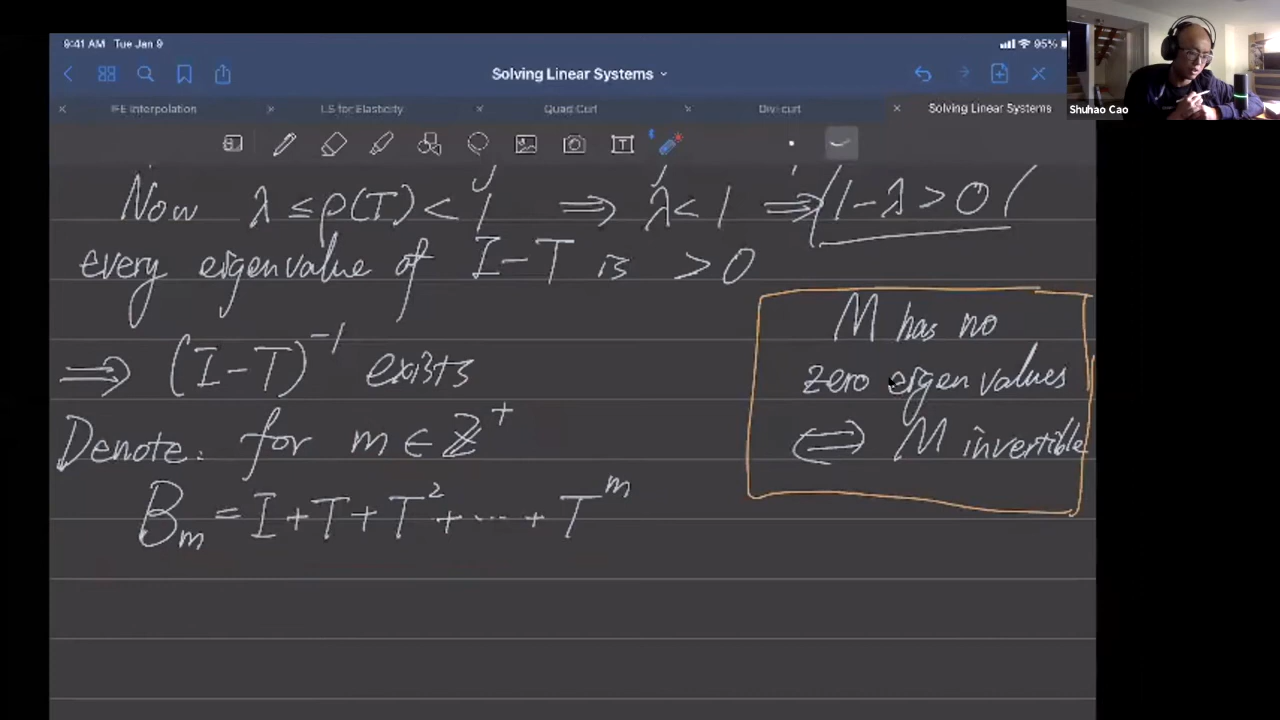 9:41 AM Tue Jan 9
95%
Solving Linear Systems
IFE Interpolation
LS for Elasticity
Quad Curl
Div-curl
Solving Linear Systems
Shuhao Cao
Now λ ≤ ρ(T) < 1 ⇒ λ < 1 ⇒ 1-λ > 0
every eigenvalue of I-T is > 0
⇒ (I-T)⁻¹ exists
Denote: for m ∈ ℤ⁺
Bₘ = I + T + T² + ... + Tᵐ
M has no
zero eigenvalues
⇔ M invertible